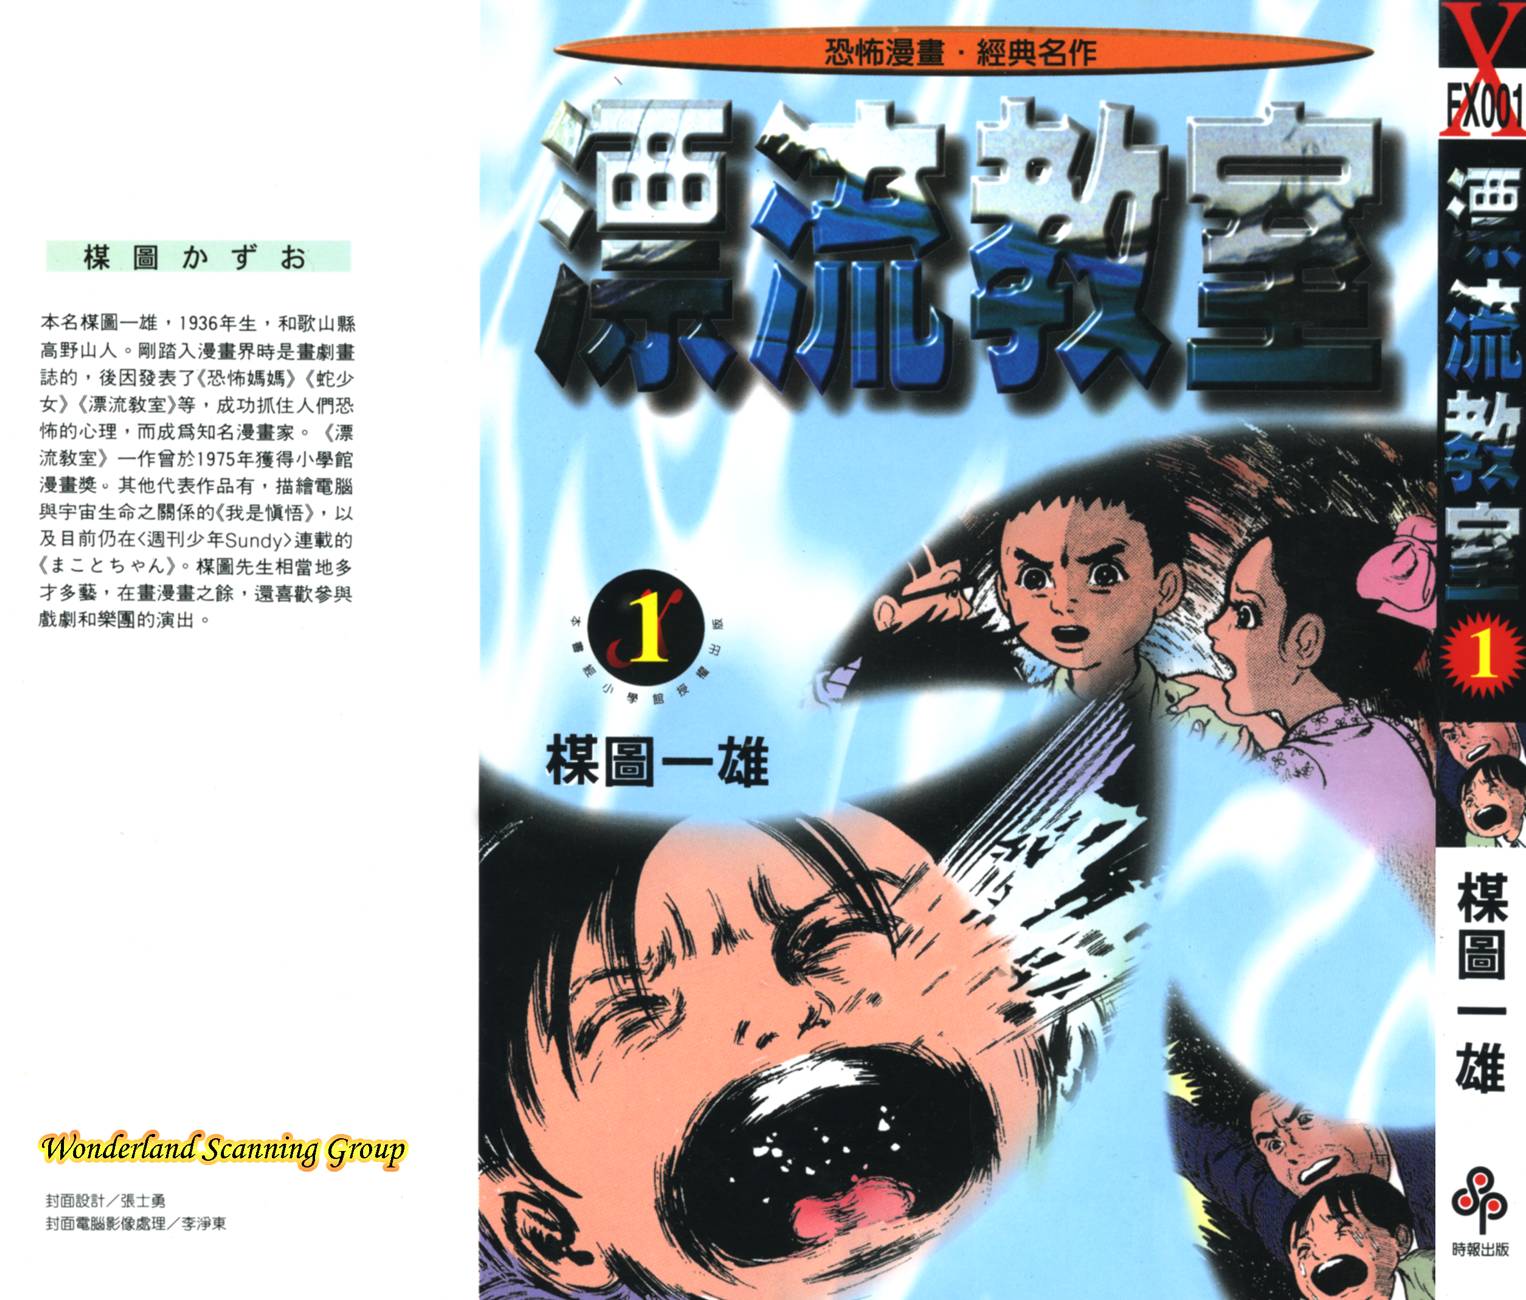 楳圖かずお
本名楳圖一雄，1936年生，和歌山縣
高野山人。剛踏入漫畫界時是畫劇畫
誌的，後因發表了《恐怖媽媽》《蛇少
女》《漂流教室》等，成功抓住人們恐
怖的心理，而成爲知名漫畫家。《漂
流教室》一作曾於1975年獲得小學館
漫畫獎。其他代表作品有，描繪電腦
與宇宙生命之關係的《我是愼悟》，以
及目前仍在〈週刊少年Sundy〉連載的
《まことちゃん》。楳圖先生相當地多
才多藝，在畫漫畫之餘，還喜歡參與
戲劇和樂團的演出。
Wonderland Scanning Group
封面設計／張士勇
封面電腦影像處理／李淨東
恐怖漫畫·經典名作
漂流教室
1
小學館授權出版
楳圖一雄
X
FX001
漂流教室
1
楳圖一雄
時報出版